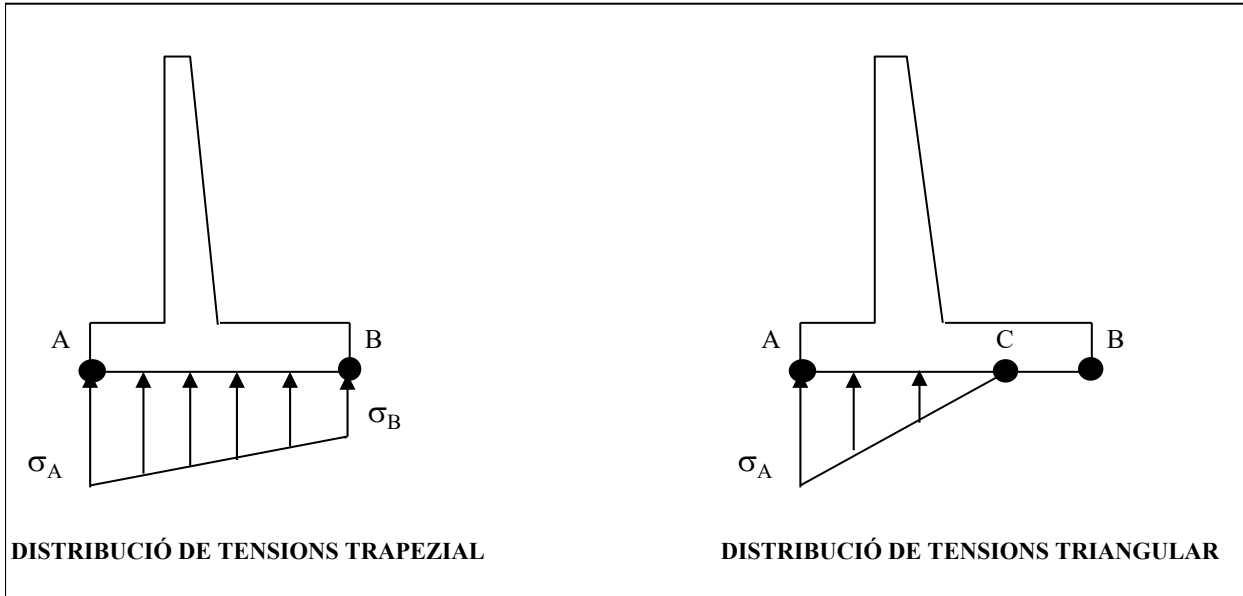 A B
σB
σA
DISTRIBUCIÓ DE TENSIONS TRAPEZIAL
A C B
σA
DISTRIBUCIÓ DE TENSIONS TRIANGULAR